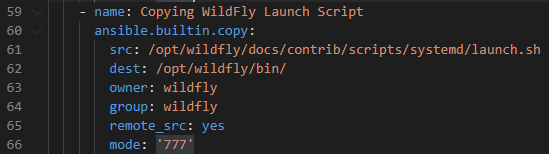 59 - name: Copying WildFly Launch Script
60 ansible.builtin.copy:
61 src: /opt/wildfly/docs/contrib/scripts/systemd/launch.sh
62 dest: /opt/wildfly/bin/
63 owner: wildfly
64 group: wildfly
65 remote_src: yes
66 mode: '777'